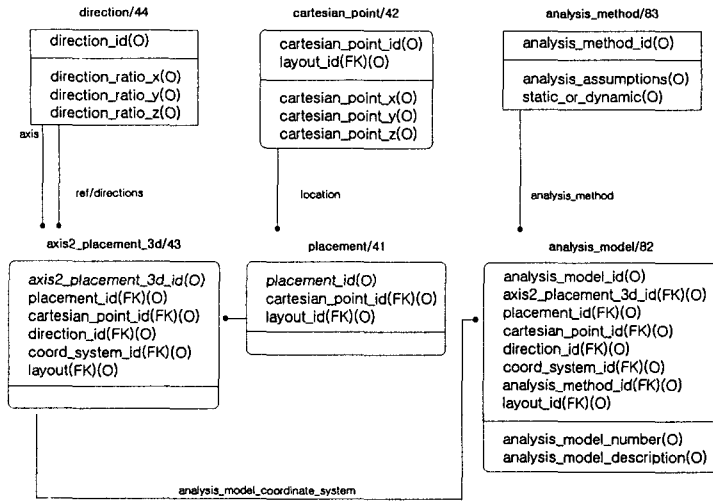 direction/44
direction_id(O)
direction_ratio_x(O)
direction_ratio_y(O)
direction_ratio_z(O)
cartesian_point/42
cartesian_point_id(O)
layout_id(FK)(O)
cartesian_point_x(O)
cartesian_point_y(O)
cartesian_point_z(O)
analysis_method/83
analysis_method_id(O)
analysis_assumptions(O)
static_or_dynamic(O)
axis
ref/directions
location
analysis_method
axis2_placement_3d/43
axis2_placement_3d_id(O)
placement_id(FK)(O)
cartesian_point_id(FK)(O)
direction_id(FK)(O)
coord_system_id(FK)(O)
layout(FK)(O)
placement/41
placement_id(O)
cartesian_point_id(FK)(O)
layout_id(FK)(O)
analysis_model/82
analysis_model_id(O)
axis2_placement_3d_id(FK)(O)
placement_id(FK)(O)
cartesian_point_id(FK)(O)
direction_id(FK)(O)
coord_system_id(FK)(O)
analysis_method_id(FK)(O)
layout_id(FK)(O)
analysis_model_number(O)
analysis_model_description(O)
analysis_model_coordinate_system